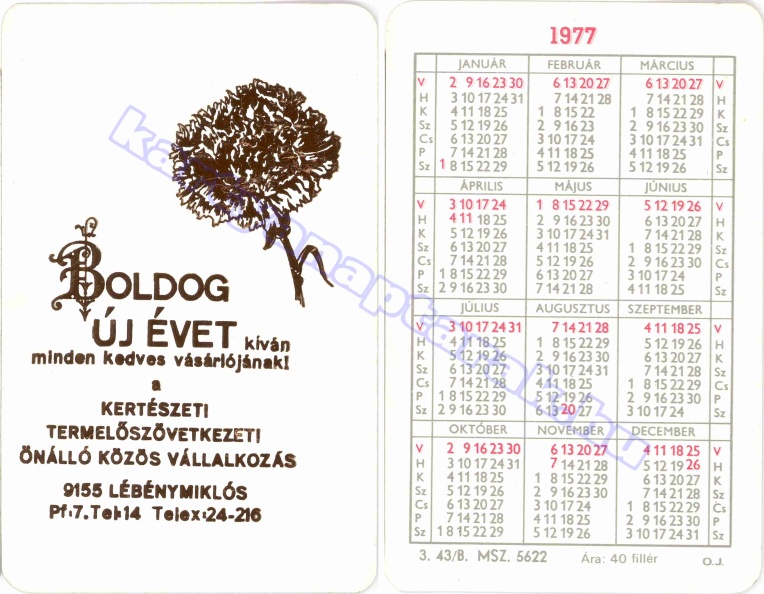 BOLDOG
ÚJ ÉVET kíván
minden kedves vásárlójának!
a
KERTÉSZETI
TERMELŐSZÖVETKEZETI
ÖNÁLLÓ KÖZÖS VÁLLALKOZÁS
9155 LÉBÉNYMIKLÓS
Pf:7. Tel:14 Telex:24-216
1977
JANUÁR FEBRUÁR MÁRCIUS
V 2 9 16 23 30 6 13 20 27 6 13 20 27 V
H 3 10 17 24 31 7 14 21 28 7 14 21 28 H
K 4 11 18 25 1 8 15 22 1 8 15 22 29 K
Sz 5 12 19 26 2 9 16 23 2 9 16 23 30 Sz
Cs 6 13 20 27 3 10 17 24 3 10 17 24 31 Cs
P 7 14 21 28 4 11 18 25 4 11 18 25 P
Sz 1 8 15 22 29 5 12 19 26 5 12 19 26 Sz
ÁPRILIS MÁJUS JÚNIUS
V 3 10 17 24 1 8 15 22 29 5 12 19 26 V
H 4 11 18 25 2 9 16 23 30 6 13 20 27 H
K 5 12 19 26 3 10 17 24 31 7 14 21 28 K
Sz 6 13 20 27 4 11 18 25 1 8 15 22 29 Sz
Cs 7 14 21 28 5 12 19 26 2 9 16 23 30 Cs
P 1 8 15 22 29 6 13 20 27 3 10 17 24 P
Sz 2 9 16 23 30 7 14 21 28 4 11 18 25 Sz
JÚLIUS AUGUSZTUS SZEPTEMBER
V 3 10 17 24 31 7 14 21 28 4 11 18 25 V
H 4 11 18 25 1 8 15 22 29 5 12 19 26 H
K 5 12 19 26 2 9 16 23 30 6 13 20 27 K
Sz 6 13 20 27 3 10 17 24 31 7 14 21 28 Sz
Cs 7 14 21 28 4 11 18 25 1 8 15 22 29 Cs
P 1 8 15 22 29 5 12 19 26 2 9 16 23 30 P
Sz 2 9 16 23 30 6 13 20 27 3 10 17 24 Sz
OKTÓBER NOVEMBER DECEMBER
V 2 9 16 23 30 6 13 20 27 4 11 18 25 V
H 3 10 17 24 31 7 14 21 28 5 12 19 26 H
K 4 11 18 25 1 8 15 22 29 6 13 20 27 K
Sz 5 12 19 26 2 9 16 23 30 7 14 21 28 Sz
Cs 6 13 20 27 3 10 17 24 1 8 15 22 29 Cs
P 7 14 21 28 4 11 18 25 2 9 16 23 30 P
Sz 1 8 15 22 29 5 12 19 26 3 10 17 24 31 Sz
3. 43/B. MSZ. 5622 Ára: 40 fillér O.J.
kartyanaptarak.hu